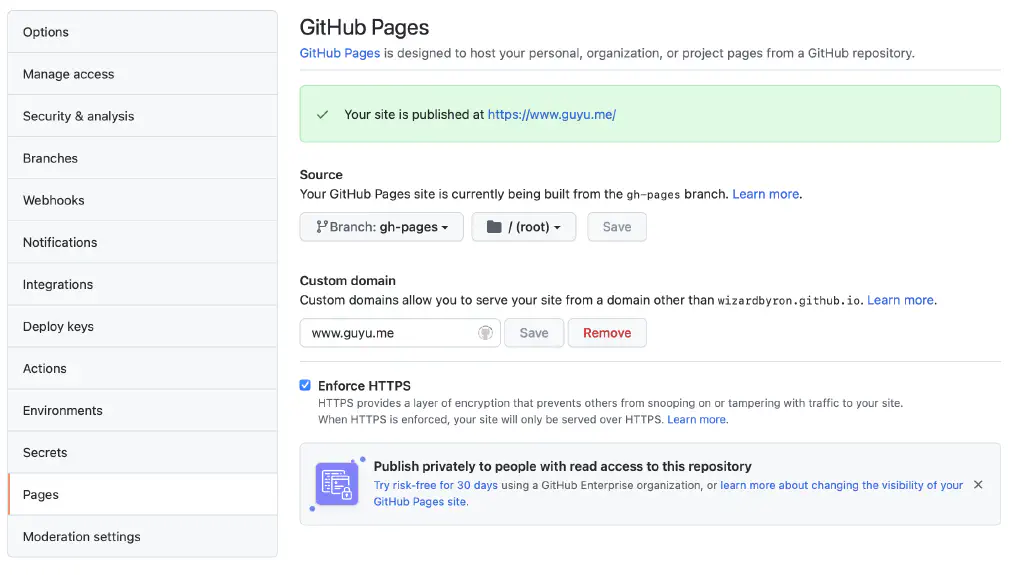 Options
Manage access
Security & analysis
Branches
Webhooks
Notifications
Integrations
Deploy keys
Actions
Environments
Secrets
Pages
Moderation settings
GitHub Pages
GitHub Pages is designed to host your personal, organization, or project pages from a GitHub repository.
Your site is published at https://www.guyu.me/
Source
Your GitHub Pages site is currently being built from the gh-pages branch. Learn more.
Branch: gh-pages
/ (root)
Save
Custom domain
Custom domains allow you to serve your site from a domain other than wizardbyron.github.io. Learn more.
www.guyu.me
Save
Remove
Enforce HTTPS
HTTPS provides a layer of encryption that prevents others from snooping on or tampering with traffic to your site.
When HTTPS is enforced, your site will only be served over HTTPS. Learn more.
Publish privately to people with read access to this repository
Try risk-free for 30 days using a GitHub Enterprise organization, or learn more about changing the visibility of your
GitHub Pages site.